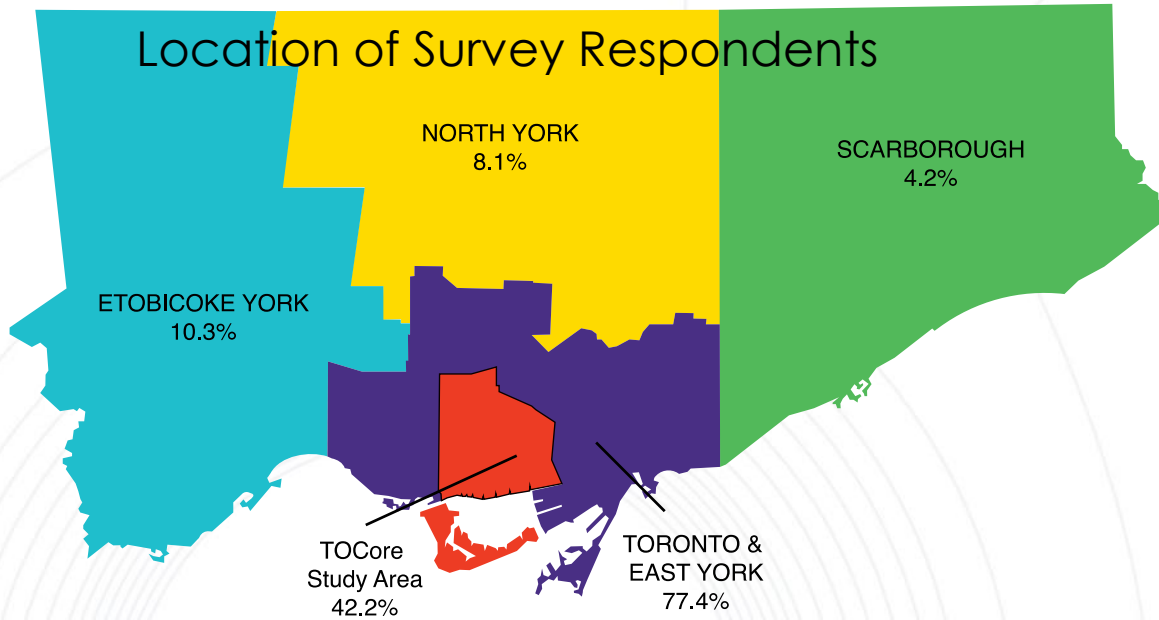 Location of Survey Respondents
NORTH YORK
8.1%
SCARBOROUGH
4.2%
ETOBICOKE YORK
10.3%
TOCore
Study Area
42.2%
TORONTO &
EAST YORK
77.4%